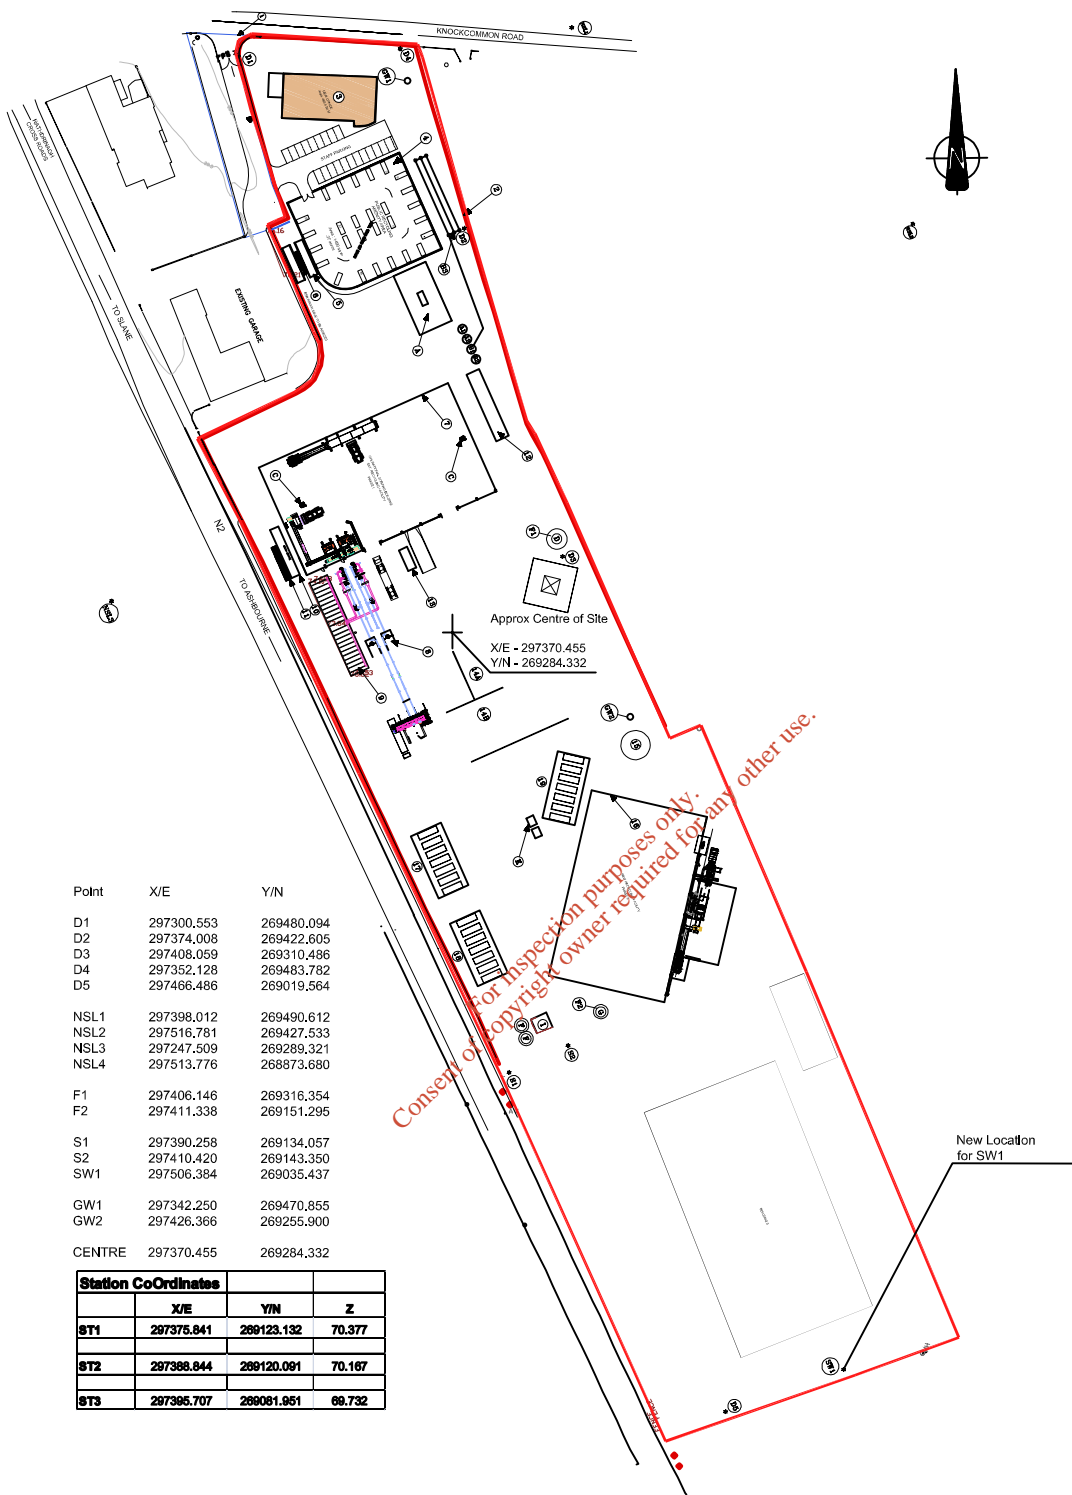 KNOCKCOMMON ROAD
RATHDRINAGH
CROSS ROADS
STAFF PARKING
TO SLANE
EXISTING GARAGE
N2
TO ASHBOURNE
Approx Centre of Site
X/E - 297370.455
Y/N - 269284.332
For inspection purposes only.
Consent of copyright owner required for any other use.
Point X/E Y/N
D1 297300.553 269480.094
D2 297374.008 269422.605
D3 297408.059 269310.486
D4 297352.128 269483.782
D5 297466.486 269019.564
NSL1 297398.012 269490.612
NSL2 297516.781 269427.533
NSL3 297247.509 269289.321
NSL4 297513.776 268873.680
F1 297406.146 269316.354
F2 297411.338 269151.295
S1 297390.258 269134.057
S2 297410.420 269143.350
SW1 297506.384 269035.437
GW1 297342.250 269470.855
GW2 297426.366 269255.900
CENTRE 297370.455 269284.332
Station CoOrdinates
X/E Y/N Z
ST1 297375.841 269123.132 70.377
ST2 297388.844 269120.091 70.167
ST3 297395.707 269081.951 69.732
New Location
for SW1